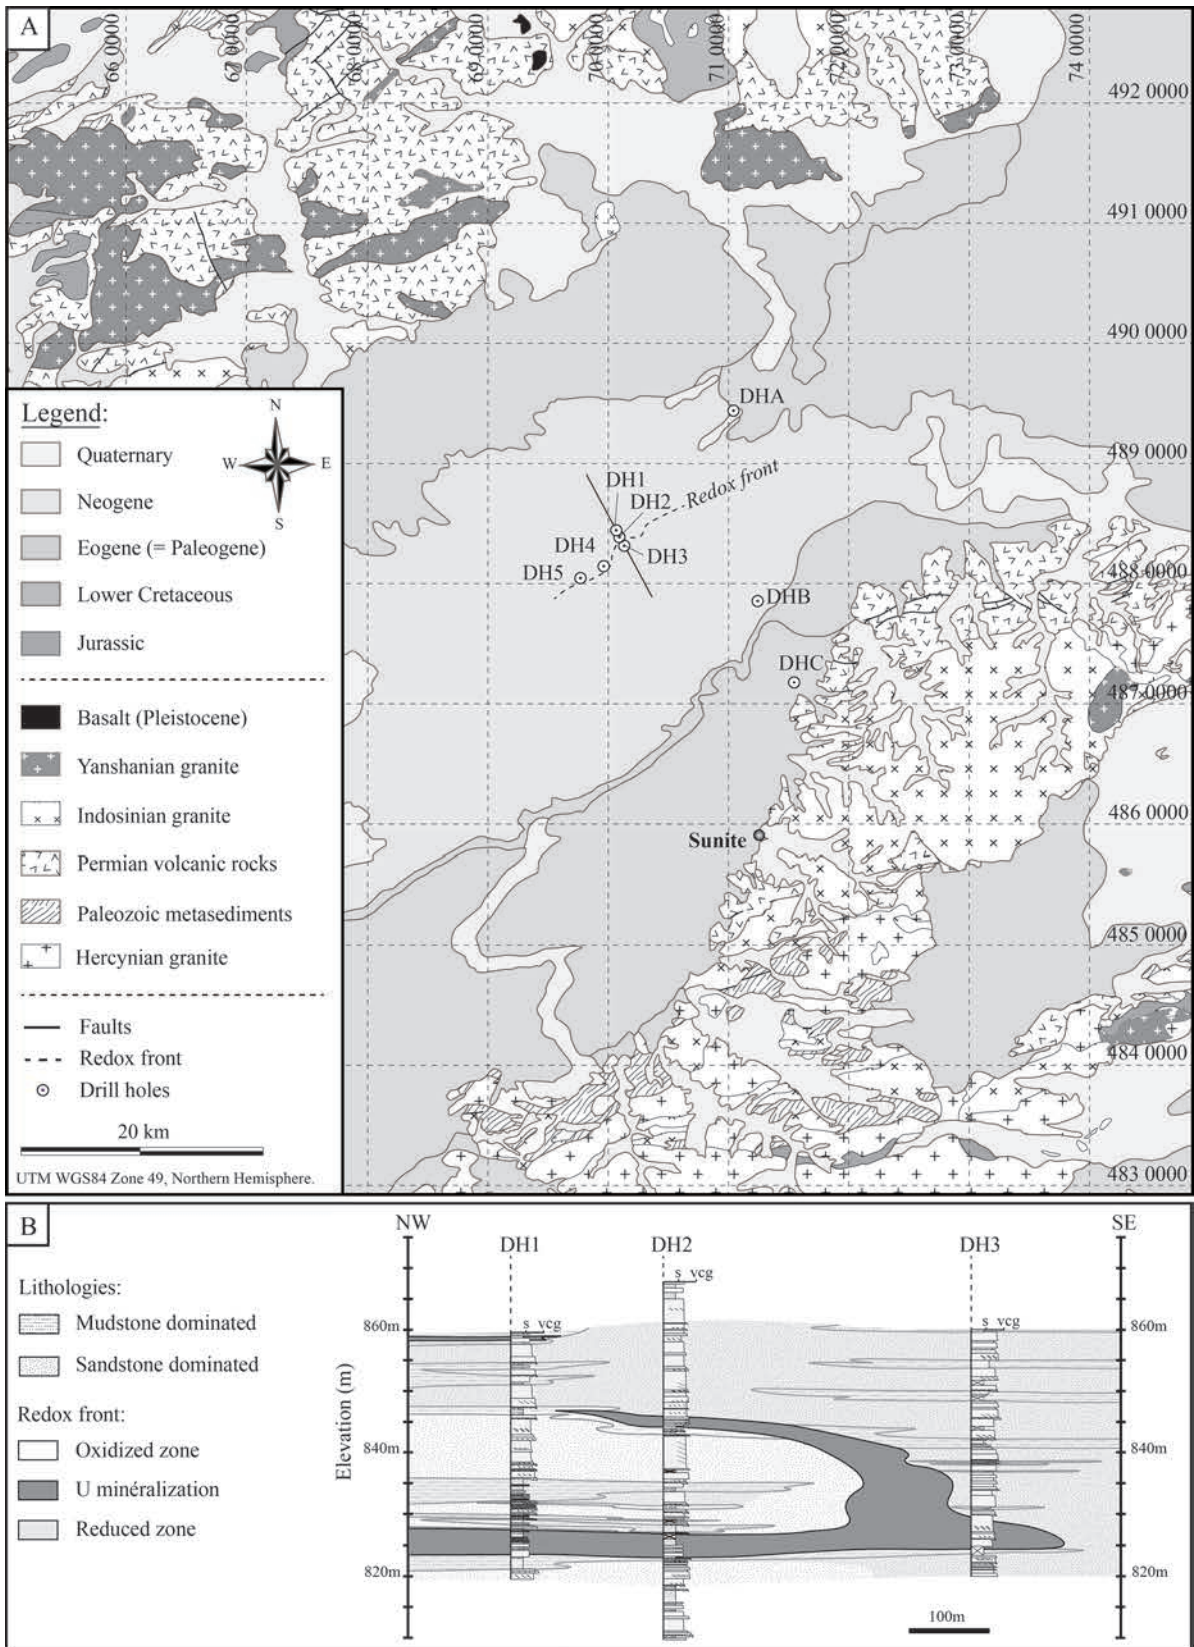 A
66 0000
67 0000
68 0000
69 0000
70 0000
71 0000
72 0000
73 0000
74 0000
492 0000
491 0000
490 0000
489 0000
488 0000
487 0000
486 0000
485 0000
484 0000
483 0000
DHA
DH1
DH2
Redox front
DH4
DH3
DH5
DHB
DHC
Sunite
Legend:
N
W
E
S
Quaternary
Neogene
Eogene (= Paleogene)
Lower Cretaceous
Jurassic
Basalt (Pleistocene)
Yanshanian granite
Indosinian granite
Permian volcanic rocks
Paleozoic metasediments
Hercynian granite
Faults
Redox front
Drill holes
20 km
UTM WGS84 Zone 49, Northern Hemisphere.
B
NW
SE
DH1
DH2
DH3
s vcg
s vcg
s vcg
Lithologies:
Mudstone dominated
Sandstone dominated
Redox front:
Oxidized zone
U minéralization
Reduced zone
Elevation (m)
860m
840m
820m
860m
840m
820m
100m